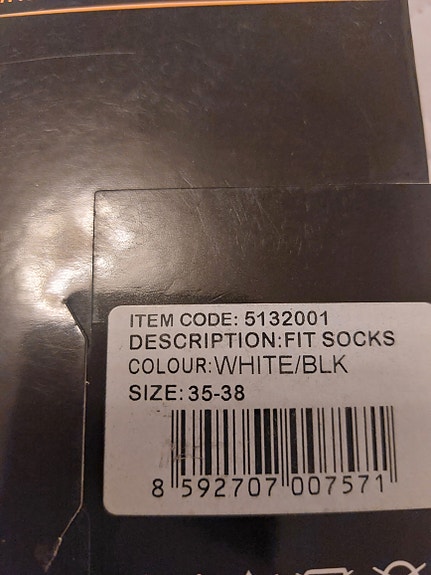 ITEM CODE: 5132001
DESCRIPTION:FIT SOCKS
COLOUR:WHITE/BLK
SIZE:35-38
8 592707 007571